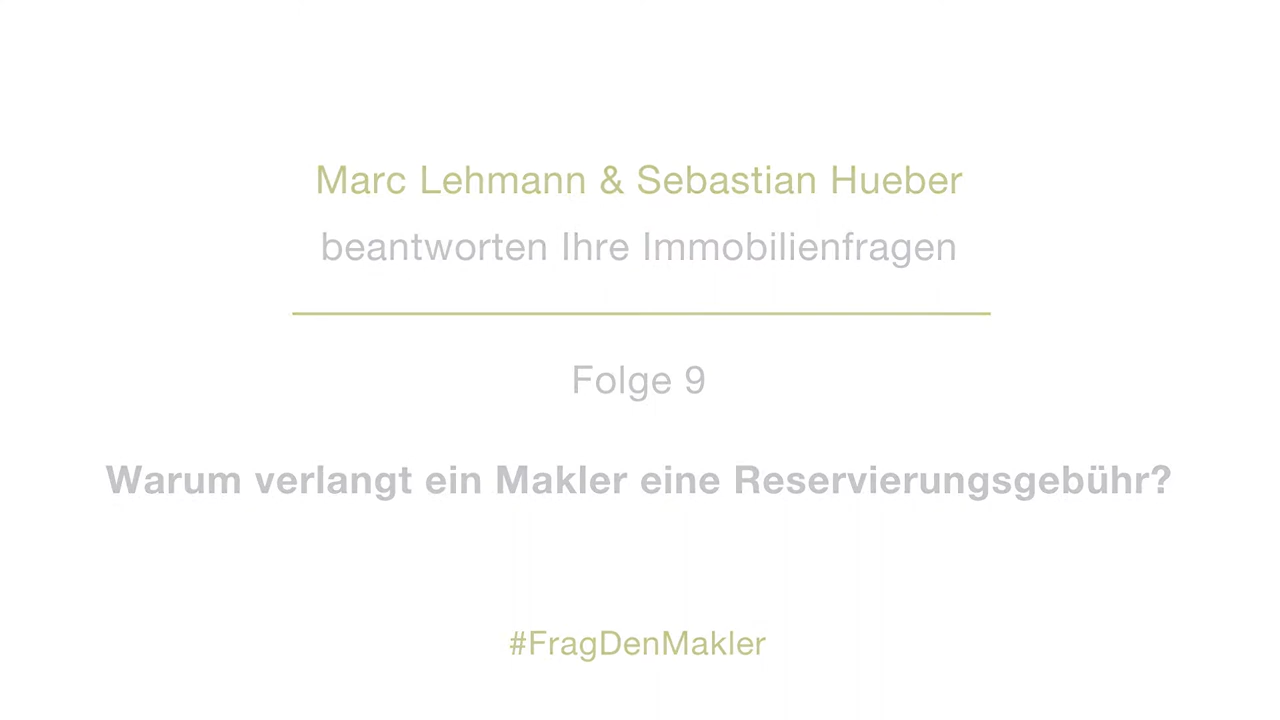 Marc Lehmann & Sebastian Hueber
beantworten Ihre Immobilienfragen
Folge 9
Warum verlangt ein Makler eine Reservierungsgebühr?
#FragDenMakler